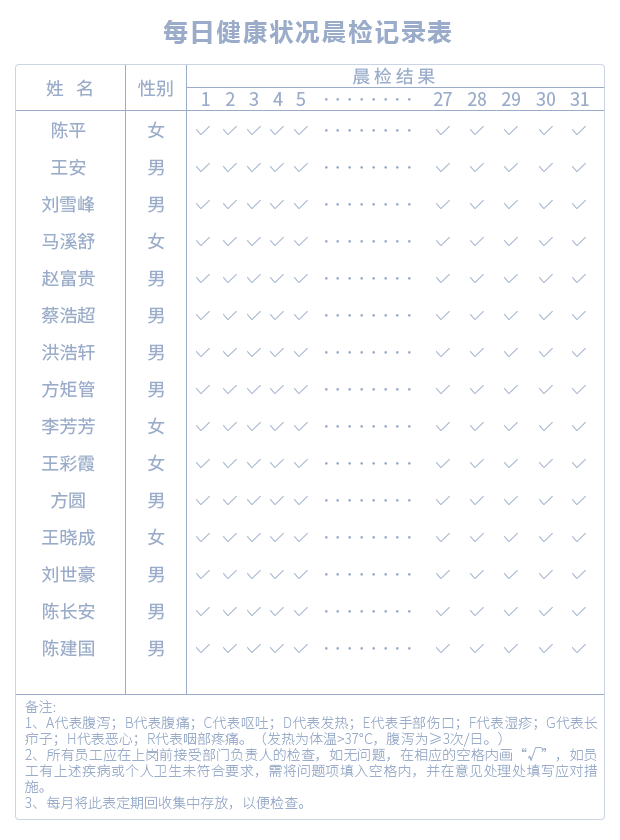 每日健康状况晨检记录表
姓 名 性别 晨检结果
1 2 3 4 5 ········ 27 28 29 30 31
陈平 女 ✓ ✓ ✓ ✓ ✓ ········ ✓ ✓ ✓ ✓ ✓
王安 男 ✓ ✓ ✓ ✓ ✓ ········ ✓ ✓ ✓ ✓ ✓
刘雪峰 男 ✓ ✓ ✓ ✓ ✓ ········ ✓ ✓ ✓ ✓ ✓
马溪舒 女 ✓ ✓ ✓ ✓ ✓ ········ ✓ ✓ ✓ ✓ ✓
赵富贵 男 ✓ ✓ ✓ ✓ ✓ ········ ✓ ✓ ✓ ✓ ✓
蔡浩超 男 ✓ ✓ ✓ ✓ ✓ ········ ✓ ✓ ✓ ✓ ✓
洪浩轩 男 ✓ ✓ ✓ ✓ ✓ ········ ✓ ✓ ✓ ✓ ✓
方矩管 男 ✓ ✓ ✓ ✓ ✓ ········ ✓ ✓ ✓ ✓ ✓
李芳芳 女 ✓ ✓ ✓ ✓ ✓ ········ ✓ ✓ ✓ ✓ ✓
王彩霞 女 ✓ ✓ ✓ ✓ ✓ ········ ✓ ✓ ✓ ✓ ✓
方圆 男 ✓ ✓ ✓ ✓ ✓ ········ ✓ ✓ ✓ ✓ ✓
王晓成 女 ✓ ✓ ✓ ✓ ✓ ········ ✓ ✓ ✓ ✓ ✓
刘世豪 男 ✓ ✓ ✓ ✓ ✓ ········ ✓ ✓ ✓ ✓ ✓
陈长安 男 ✓ ✓ ✓ ✓ ✓ ········ ✓ ✓ ✓ ✓ ✓
陈建国 男 ✓ ✓ ✓ ✓ ✓ ········ ✓ ✓ ✓ ✓ ✓
备注:
1、A代表腹泻；B代表腹痛；C代表呕吐；D代表发热；E代表手部伤口；F代表湿疹；G代表长
疖子；H代表恶心；R代表咽部疼痛。（发热为体温>37℃，腹泻为≥3次/日。）
2、所有员工应在上岗前接受部门负责人的检查，如无问题，在相应的空格内画“√”，如员
工有上述疾病或个人卫生未符合要求，需将问题项填入空格内，并在意见处理处填写应对措
施。
3、每月将此表定期回收集中存放，以便检查。